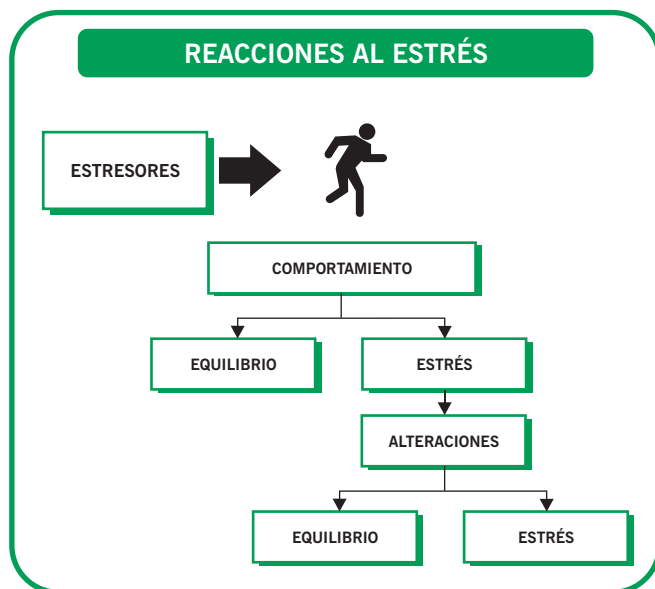 REACCIONES AL ESTRÉS
ESTRESORES
COMPORTAMIENTO
EQUILIBRIO
ESTRÉS
ALTERACIONES
EQUILIBRIO
ESTRÉS